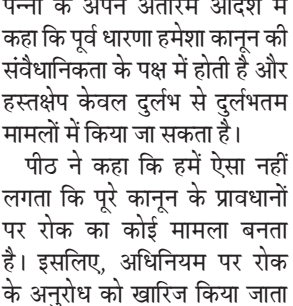 पन्नों के अपने अंतरिम आदेश में
कहा कि पूर्व धारणा हमेशा कानून की
संवैधानिकता के पक्ष में होती है और
हस्तक्षेप केवल दुर्लभ से दुर्लभतम
मामलों में किया जा सकता है।
पीठ ने कहा कि हमें ऐसा नहीं
लगता कि पूरे कानून के प्रावधानों
पर रोक का कोई मामला बनता
है। इसलिए, अधिनियम पर रोक
के अनुरोध को खारिज किया जाता